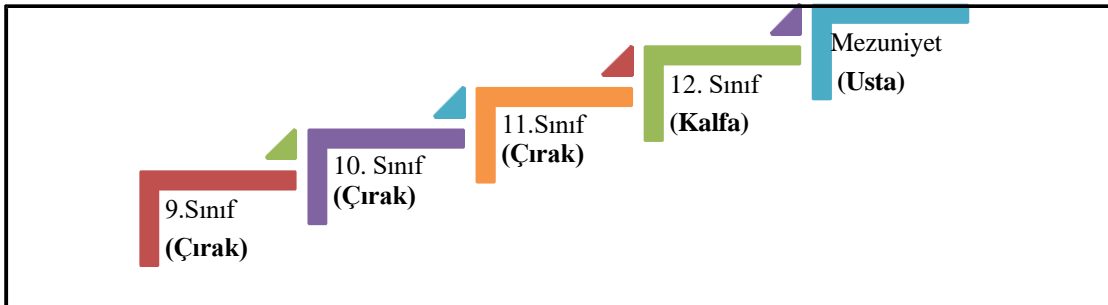 9.Sınıf
(Çırak)
10. Sınıf
(Çırak)
11.Sınıf
(Çırak)
12. Sınıf
(Kalfa)
Mezuniyet
(Usta)